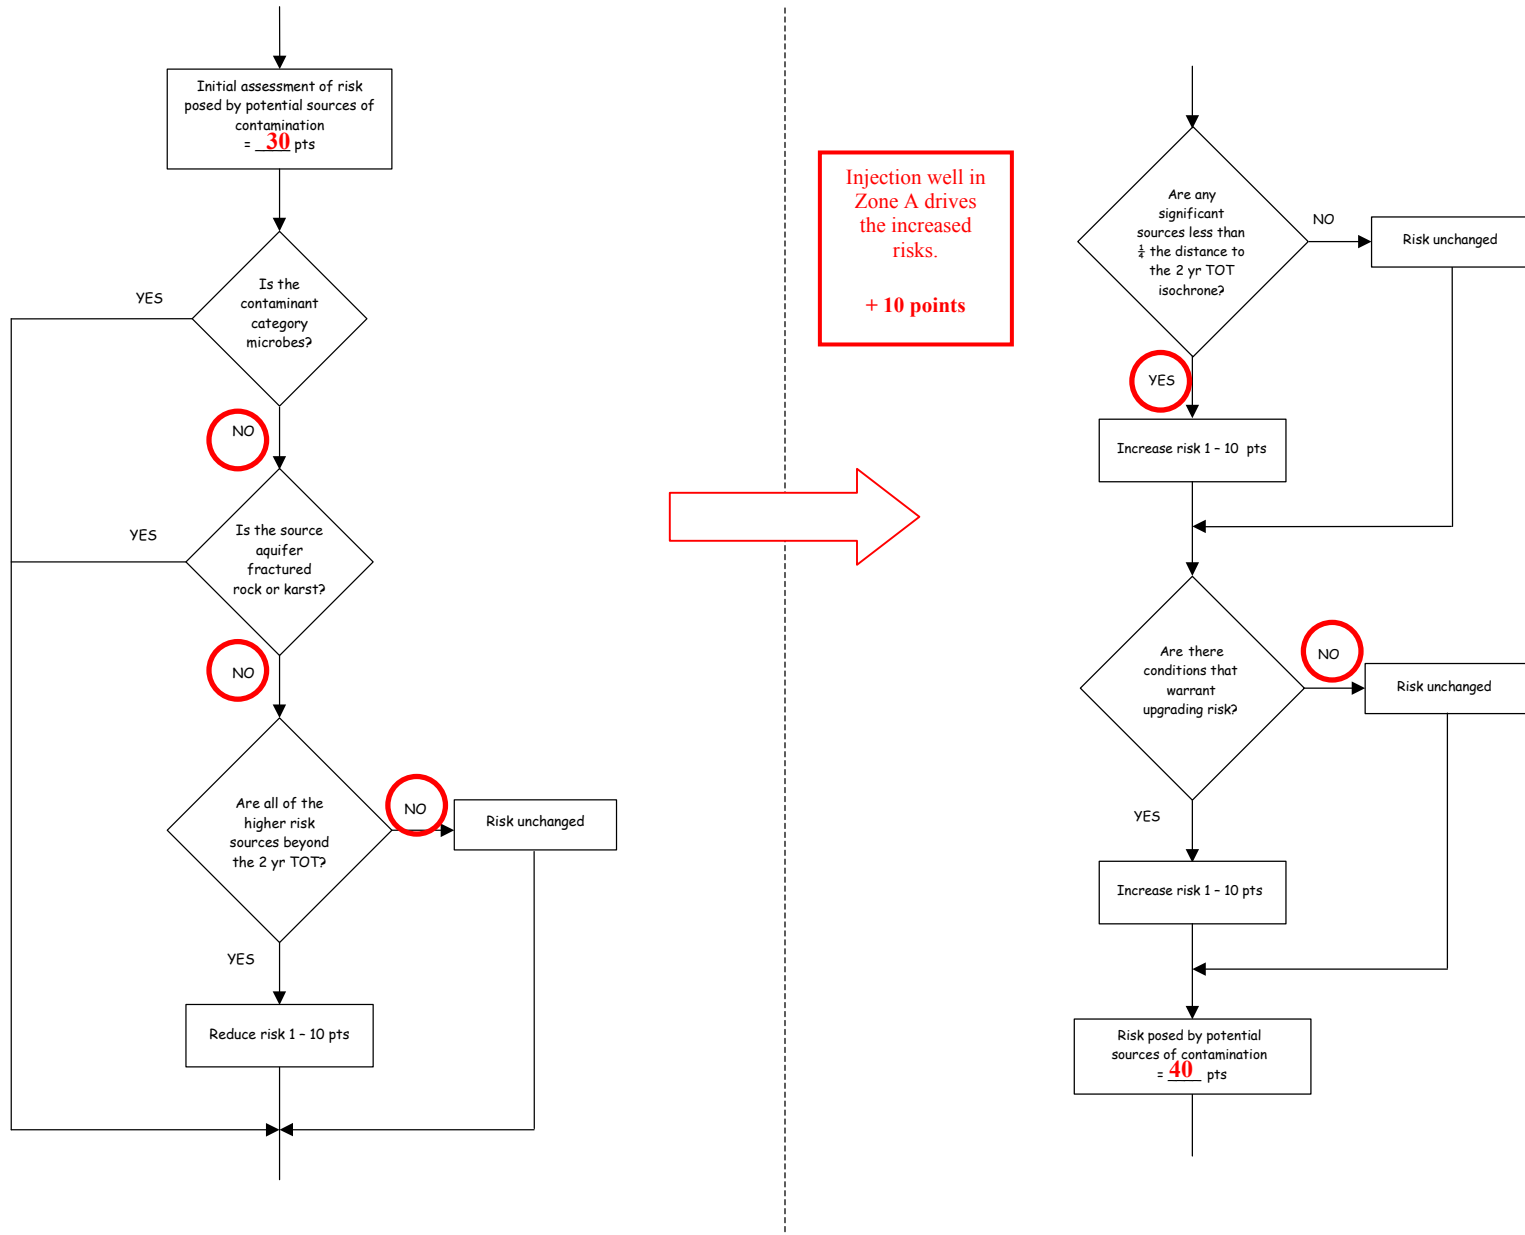 Initial assessment of risk
posed by potential sources of
contamination
= 30 pts
Is the
contaminant
category
microbes?
YES
NO
Is the source
aquifer
fractured
rock or karst?
YES
NO
Are all of the
higher risk
sources beyond
the 2 yr TOT?
NO
Risk unchanged
YES
Reduce risk 1 – 10 pts
Injection well in
Zone A drives
the increased
risks.
+ 10 points
Are any
significant
sources less than
¼ the distance to
the 2 yr TOT
isochrone?
NO
Risk unchanged
YES
Increase risk 1 – 10 pts
Are there
conditions that
warrant
upgrading risk?
NO
Risk unchanged
YES
Increase risk 1 – 10 pts
Risk posed by potential
sources of contamination
= 40 pts